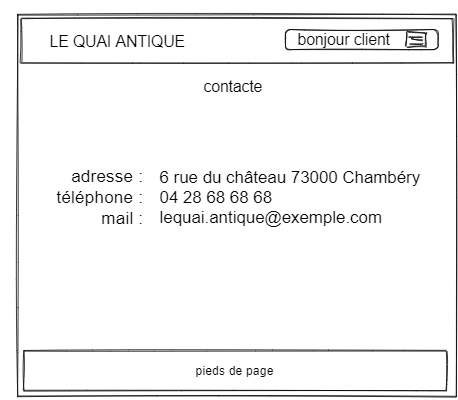 LE QUAI ANTIQUE
bonjour client
contacte
adresse : 6 rue du château 73000 Chambéry
téléphone : 04 28 68 68 68
mail : lequai.antique@exemple.com
pieds de page